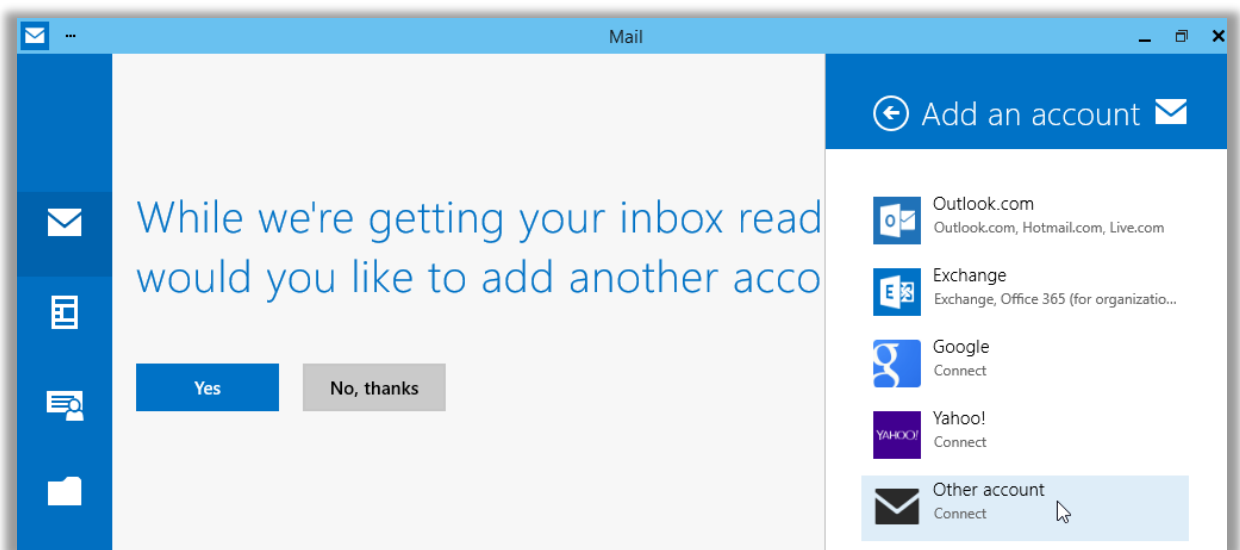 ... Mail
Add an account
While we're getting your inbox read
would you like to add another acco
Yes No, thanks
Outlook.com
Outlook.com, Hotmail.com, Live.com
Exchange
Exchange, Office 365 (for organizatio...
Google
Connect
YAHOO! Yahoo!
Connect
Other account
Connect